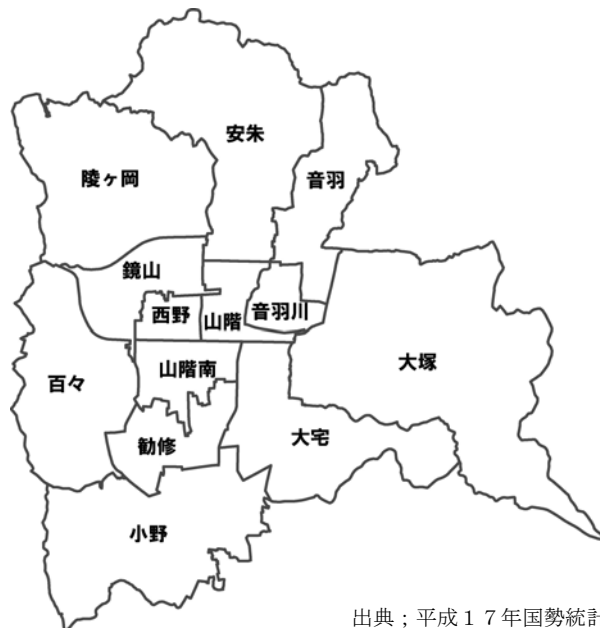 安朱
陵ヶ岡
音羽
鏡山
西野
山階
音羽川
山階南
大塚
百々
大宅
勧修
小野
出典；平成１７年国勢統計